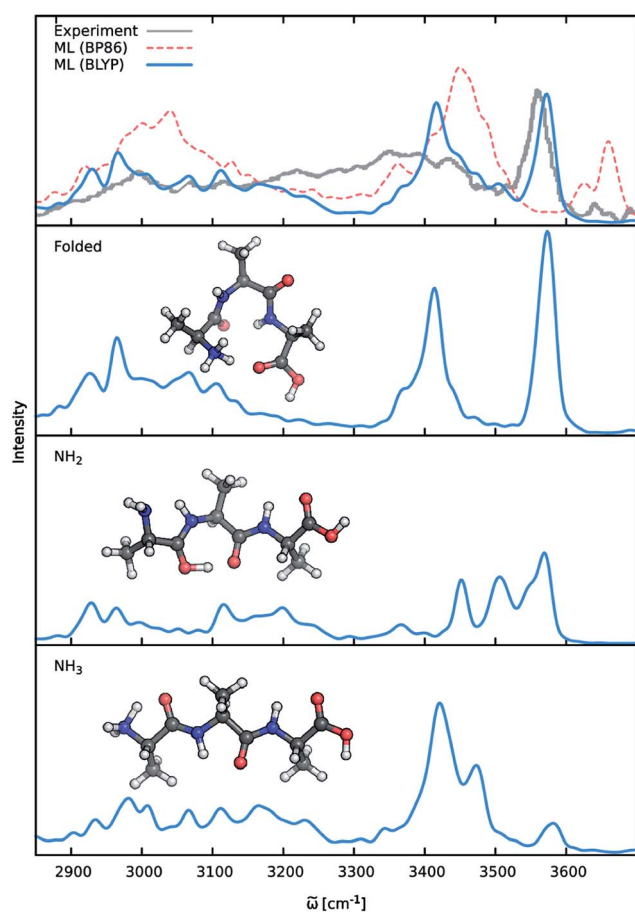 Experiment
ML (BP86)
ML (BLYP)
Folded
NH₂
NH₃
Intensity
2900 3000 3100 3200 3300 3400 3500 3600
ω̃ [cm⁻¹]